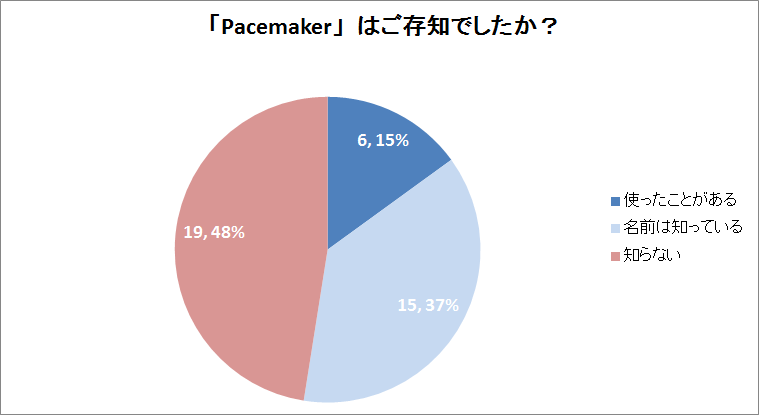 「Pacemaker」はご存知でしたか？
6, 15%
19, 48%
15, 37%
使ったことがある
名前は知っている
知らない